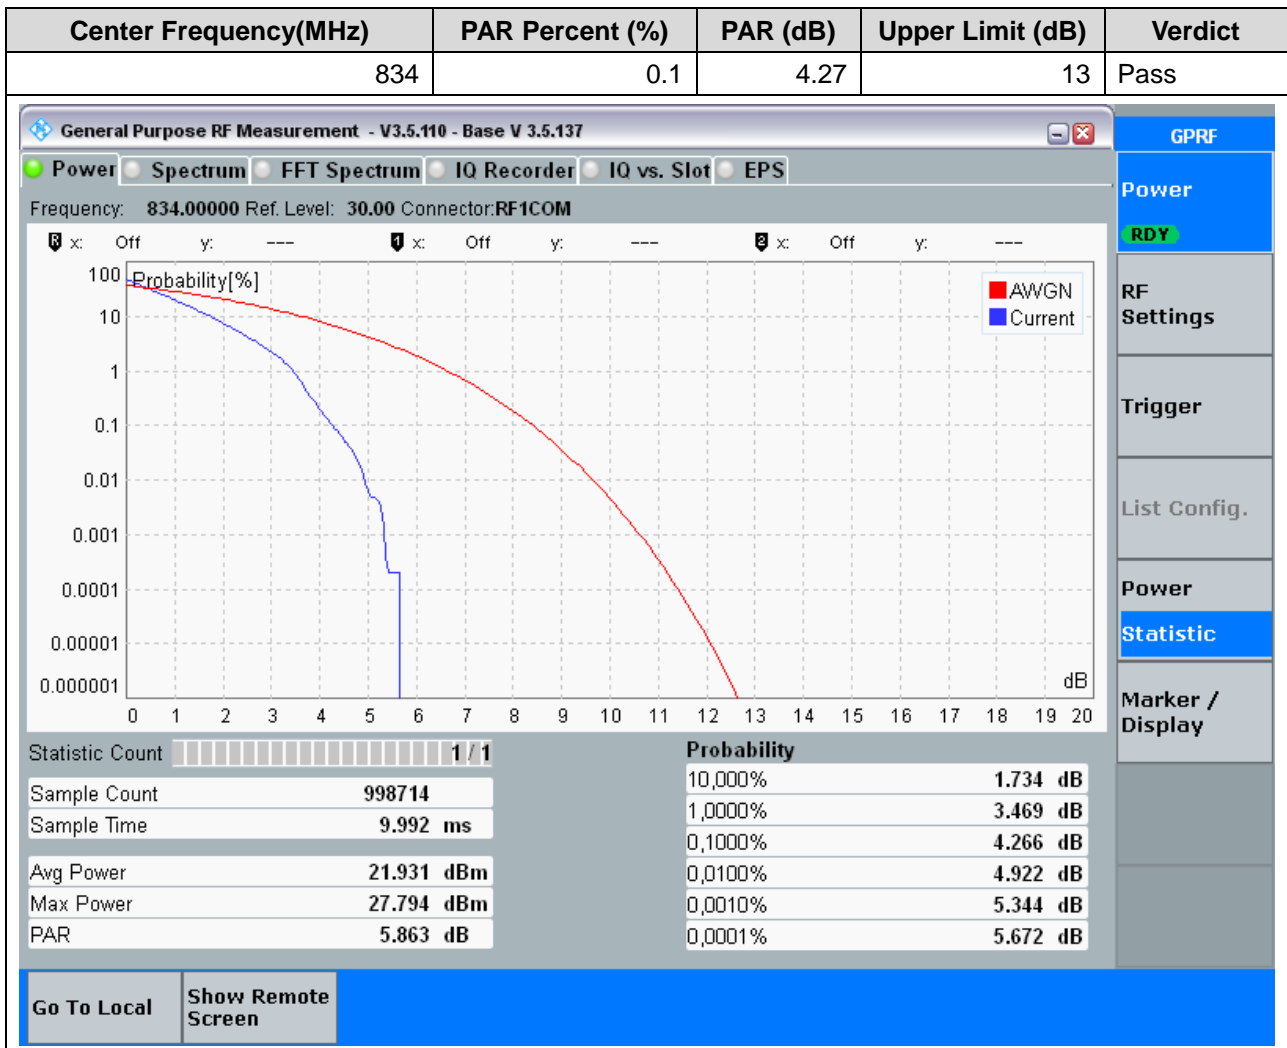 Center Frequency(MHz) PAR Percent (%) PAR (dB) Upper Limit (dB) Verdict
834 0.1 4.27 13 Pass
General Purpose RF Measurement - V3.5.110 - Base V 3.5.137
GPRF
Power Spectrum FFT Spectrum IQ Recorder IQ vs. Slot EPS
Frequency: 834.00000 Ref. Level: 30.00 Connector:RF1COM
R x: Off y: --- 1 x: Off y: --- 2 x: Off y: ---
Probability[%]
AWGN
Current
100
10
1
0.1
0.01
0.001
0.0001
0.00001
0.000001
dB
0 1 2 3 4 5 6 7 8 9 10 11 12 13 14 15 16 17 18 19 20
Statistic Count 1 / 1
Sample Count 998714
Sample Time 9.992 ms
Avg Power 21.931 dBm
Max Power 27.794 dBm
PAR 5.863 dB
Probability
10,000% 1.734 dB
1,0000% 3.469 dB
0,1000% 4.266 dB
0,0100% 4.922 dB
0,0010% 5.344 dB
0,0001% 5.672 dB
Power
RDY
RF
Settings
Trigger
List Config.
Power
Statistic
Marker /
Display
Go To Local
Show Remote
Screen